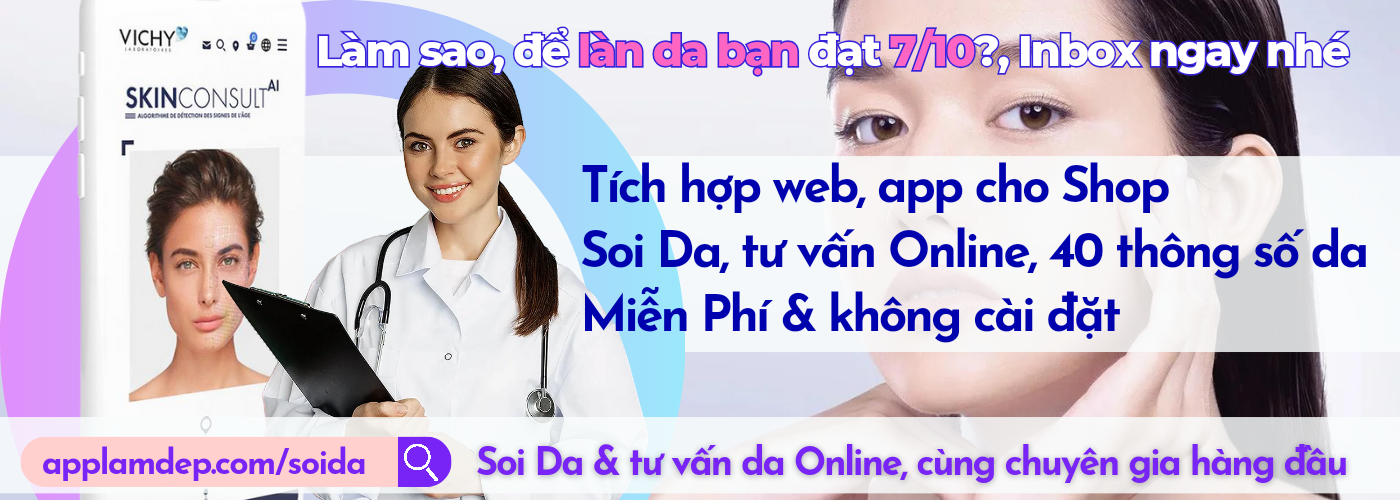 Làm sao, để làn da bạn đạt 7/10?, Inbox ngay nhé
VICHY
LABORATOIRES
SKINCONSULT AI
ALGORITHME DE DÉTECTION DES SIGNES DE L'ÂGE
Tích hợp web, app cho Shop
Soi Da, tư vấn Online, 40 thông số da
Miễn Phí & không cài đặt
applamdep.com/soida
Soi Da & tư vấn da Online, cùng chuyên gia hàng đầu